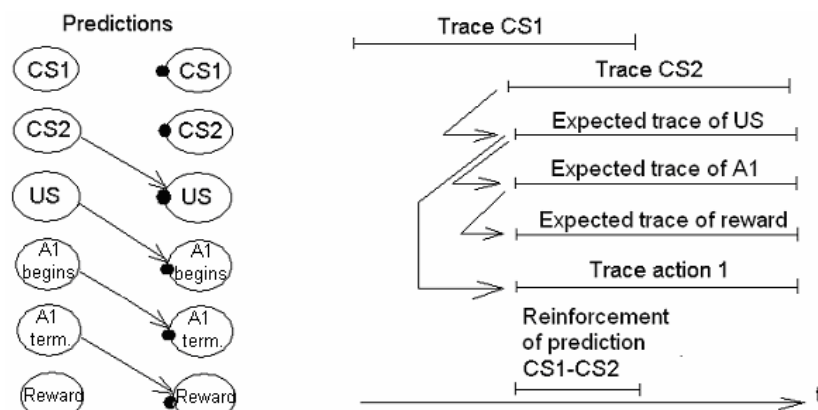 Predictions
CS1
CS1
CS2
CS2
US
US
A1
begins
A1
begins
A1
term.
A1
term.
Reward
Reward
Trace CS1
Trace CS2
Expected trace of US
Expected trace of A1
Expected trace of reward
Trace action 1
Reinforcement
of prediction
CS1-CS2
t